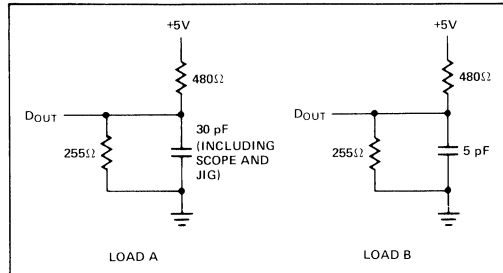 +5V
480Ω
DOUT
255Ω
30 pF
(INCLUDING
SCOPE AND
JIG)
LOAD A
+5V
480Ω
DOUT
255Ω
5 pF
LOAD B